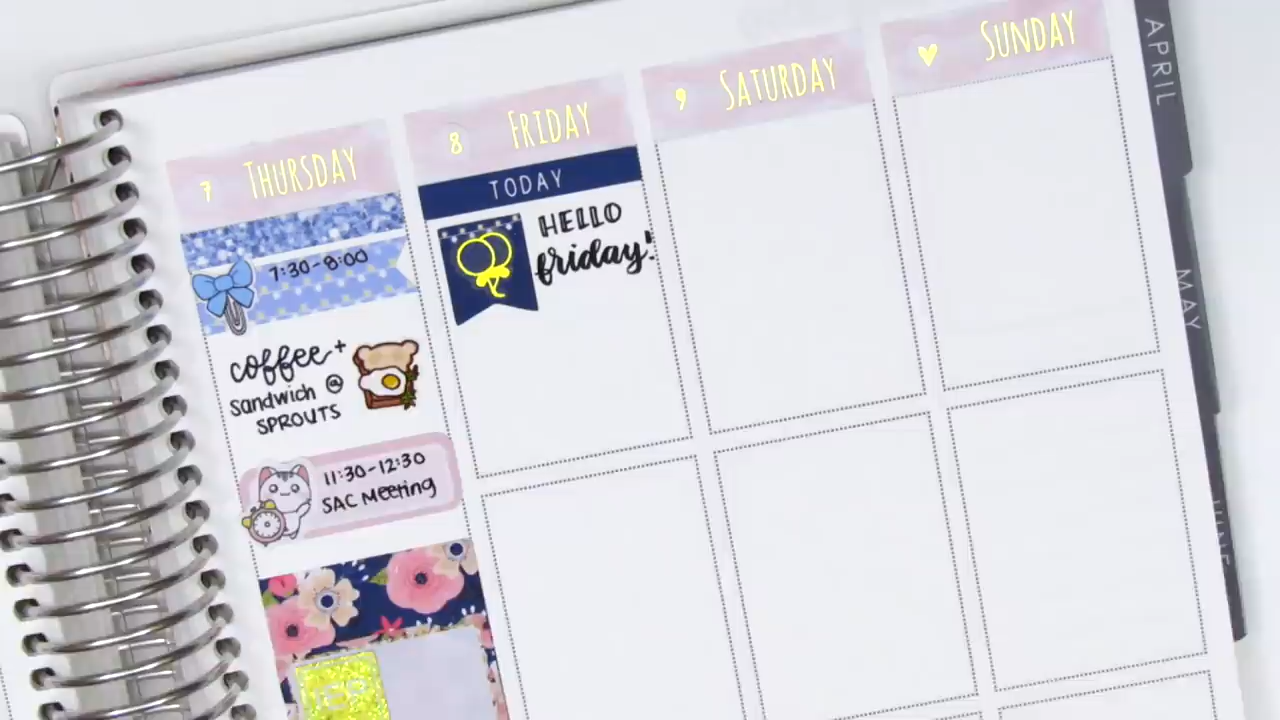 7 THURSDAY
7:30-8:00
coffee +
sandwich @
SPROUTS
11:30-12:30
SAC Meeting
8 FRIDAY
TODAY
HELLO
friday!
9 SATURDAY
SUNDAY
APRIL
MAY
JUNE